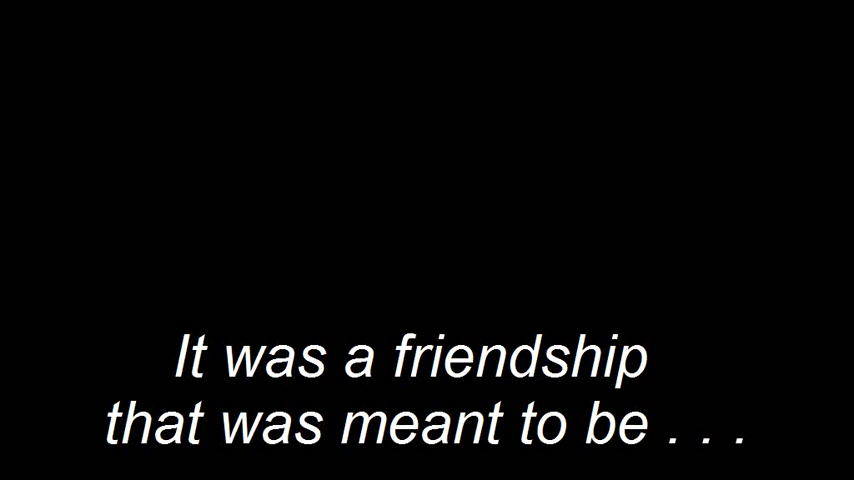 It was a friendship
that was meant to be . . .